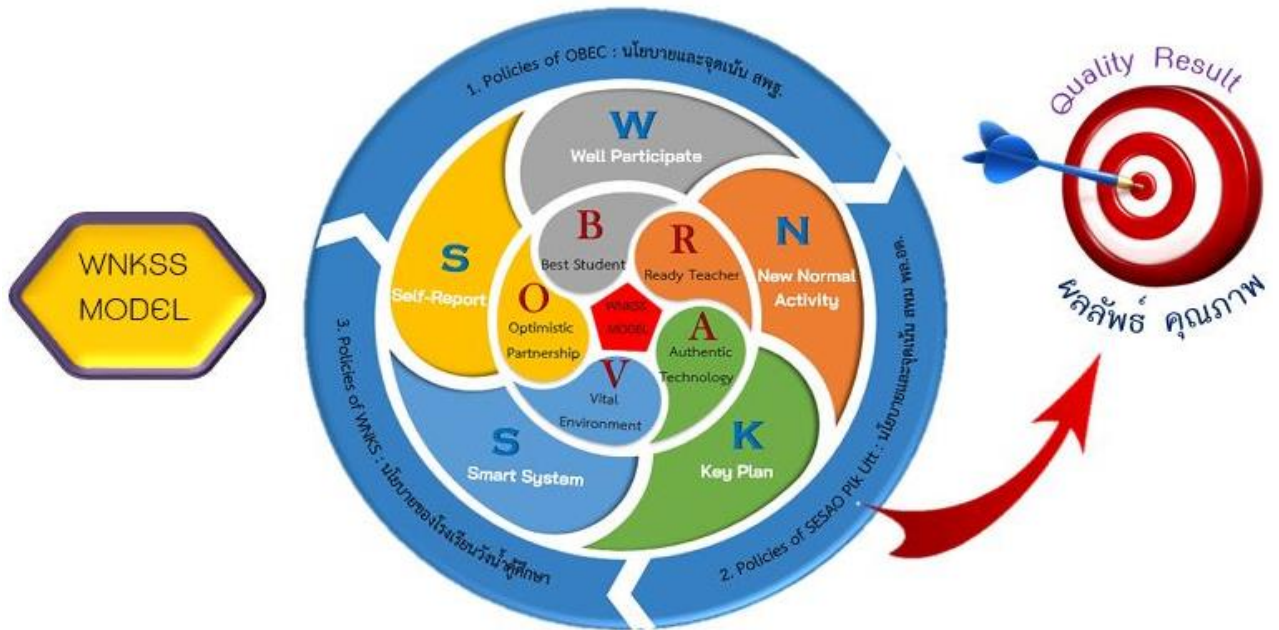 WNKSS
MODEL
1. Policies of OBEC : นโยบายและจุดเน้น สพฐ.
2. Policies of SESAO Plk Utt : นโยบายและจุดเน้น สพม พล.อต.
3. Policies of WNKS : นโยบายของโรงเรียนวังน้ำคู้ศึกษา
W
Well Participate
N
New Normal
Activity
K
Key Plan
S
Smart System
S
Self-Report
B
Best Student
R
Ready Teacher
A
Authentic
Technology
V
Vital
Environment
O
Optimistic
Partnership
WNKSS
MODEL
Quality Result
ผลลัพธ์ คุณภาพ